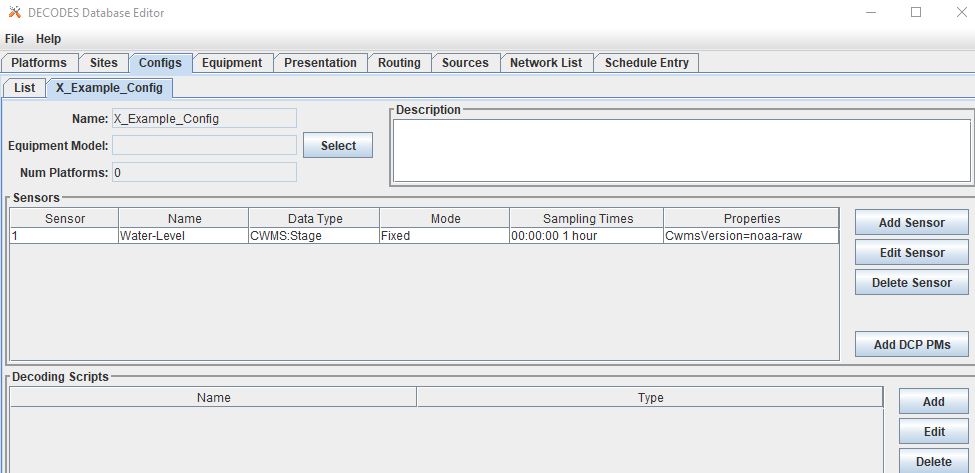 DECODES Database Editor
File Help
Platforms Sites Configs Equipment Presentation Routing Sources Network List Schedule Entry
List X_Example_Config
Name: X_Example_Config
Equipment Model: Select
Num Platforms: 0
Description
Sensors
Sensor Name Data Type Mode Sampling Times Properties
1 Water-Level CWMS:Stage Fixed 00:00:00 1 hour CwmsVersion=noaa-raw
Add Sensor
Edit Sensor
Delete Sensor
Add DCP PMs
Decoding Scripts
Name Type
Add
Edit
Delete